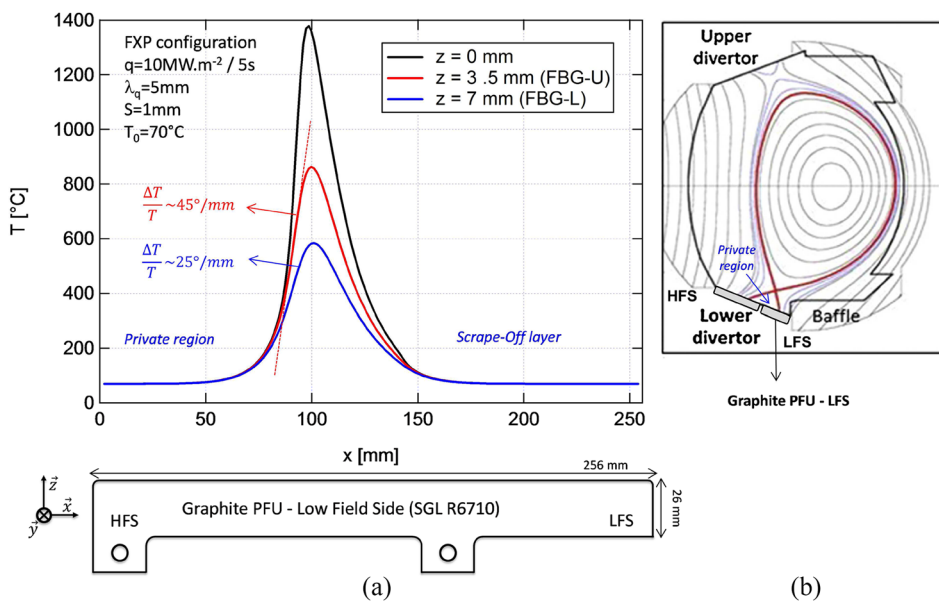 1400
1200
1000
800
600
400
200
0
T [°C]
FXP configuration
q=10MW.m⁻² / 5s
λq=5mm
S=1mm
T₀=70°C
z = 0 mm
z = 3 .5 mm (FBG-U)
z = 7 mm (FBG-L)
ΔT/T ~45°/mm
ΔT/T ~25°/mm
Private region
Scrape-Off layer
0 50 100 150 200 250
x [mm]
256 mm
26 mm
z⃗
x⃗
y⃗
Graphite PFU - Low Field Side (SGL R6710)
HFS
LFS
(a)
Upper
divertor
Private
region
HFS
Lower
divertor
Baffle
LFS
Graphite PFU - LFS
(b)